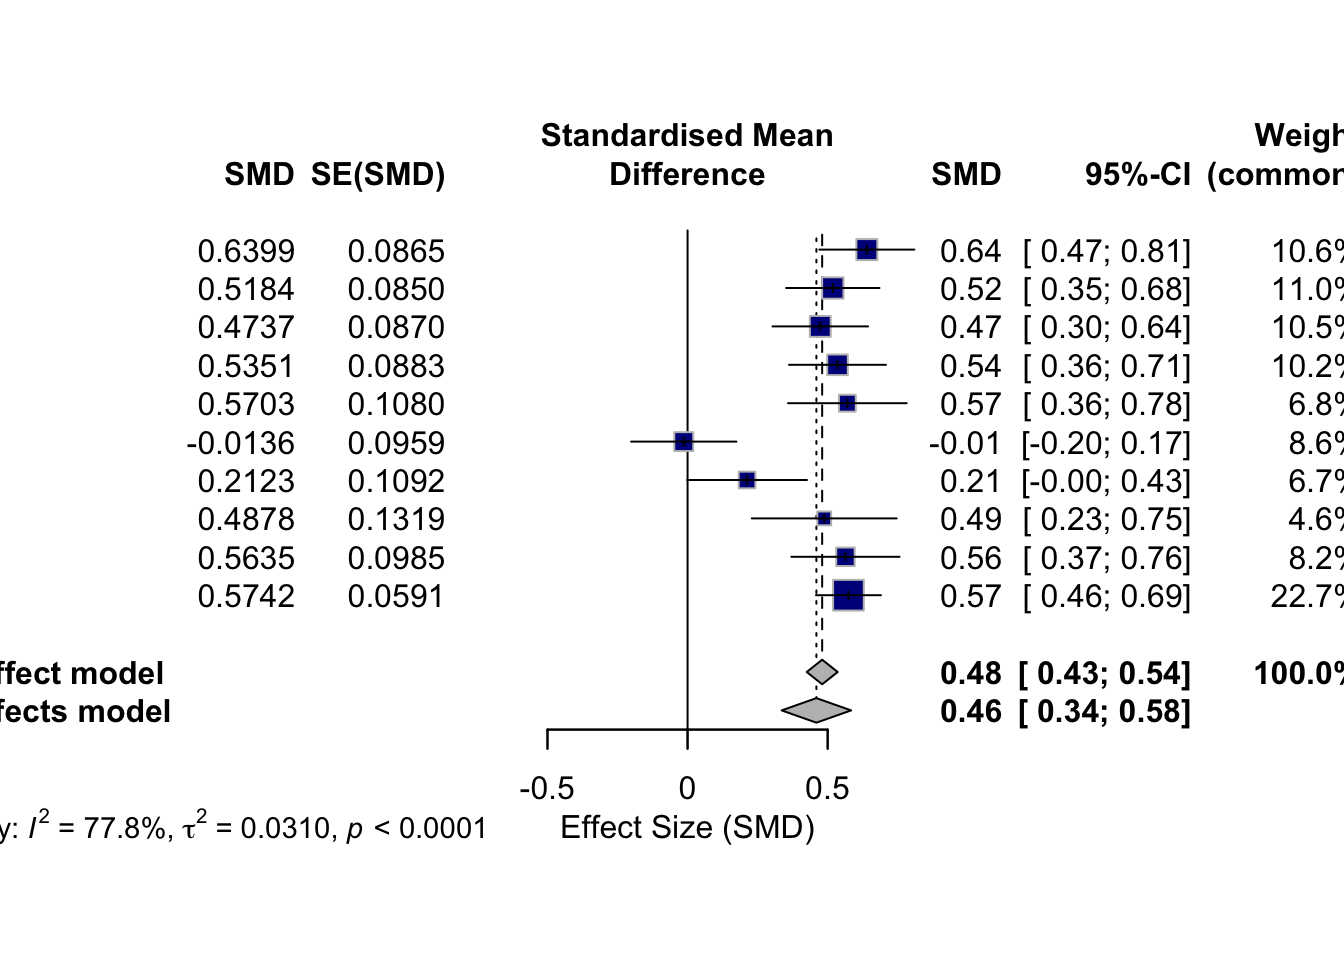 Standardised Mean Weigh
SMD SE(SMD) Difference SMD 95%-CI (common
0.6399 0.0865 0.64 [ 0.47; 0.81] 10.6%
0.5184 0.0850 0.52 [ 0.35; 0.68] 11.0%
0.4737 0.0870 0.47 [ 0.30; 0.64] 10.5%
0.5351 0.0883 0.54 [ 0.36; 0.71] 10.2%
0.5703 0.1080 0.57 [ 0.36; 0.78] 6.8%
-0.0136 0.0959 -0.01 [-0.20; 0.17] 8.6%
0.2123 0.1092 0.21 [-0.00; 0.43] 6.7%
0.4878 0.1319 0.49 [ 0.23; 0.75] 4.6%
0.5635 0.0985 0.56 [ 0.37; 0.76] 8.2%
0.5742 0.0591 0.57 [ 0.46; 0.69] 22.7%
ffect model 0.48 [ 0.43; 0.54] 100.0%
fects model 0.46 [ 0.34; 0.58]
-0.5 0 0.5
y: I² = 77.8%, τ² = 0.0310, p < 0.0001 Effect Size (SMD)